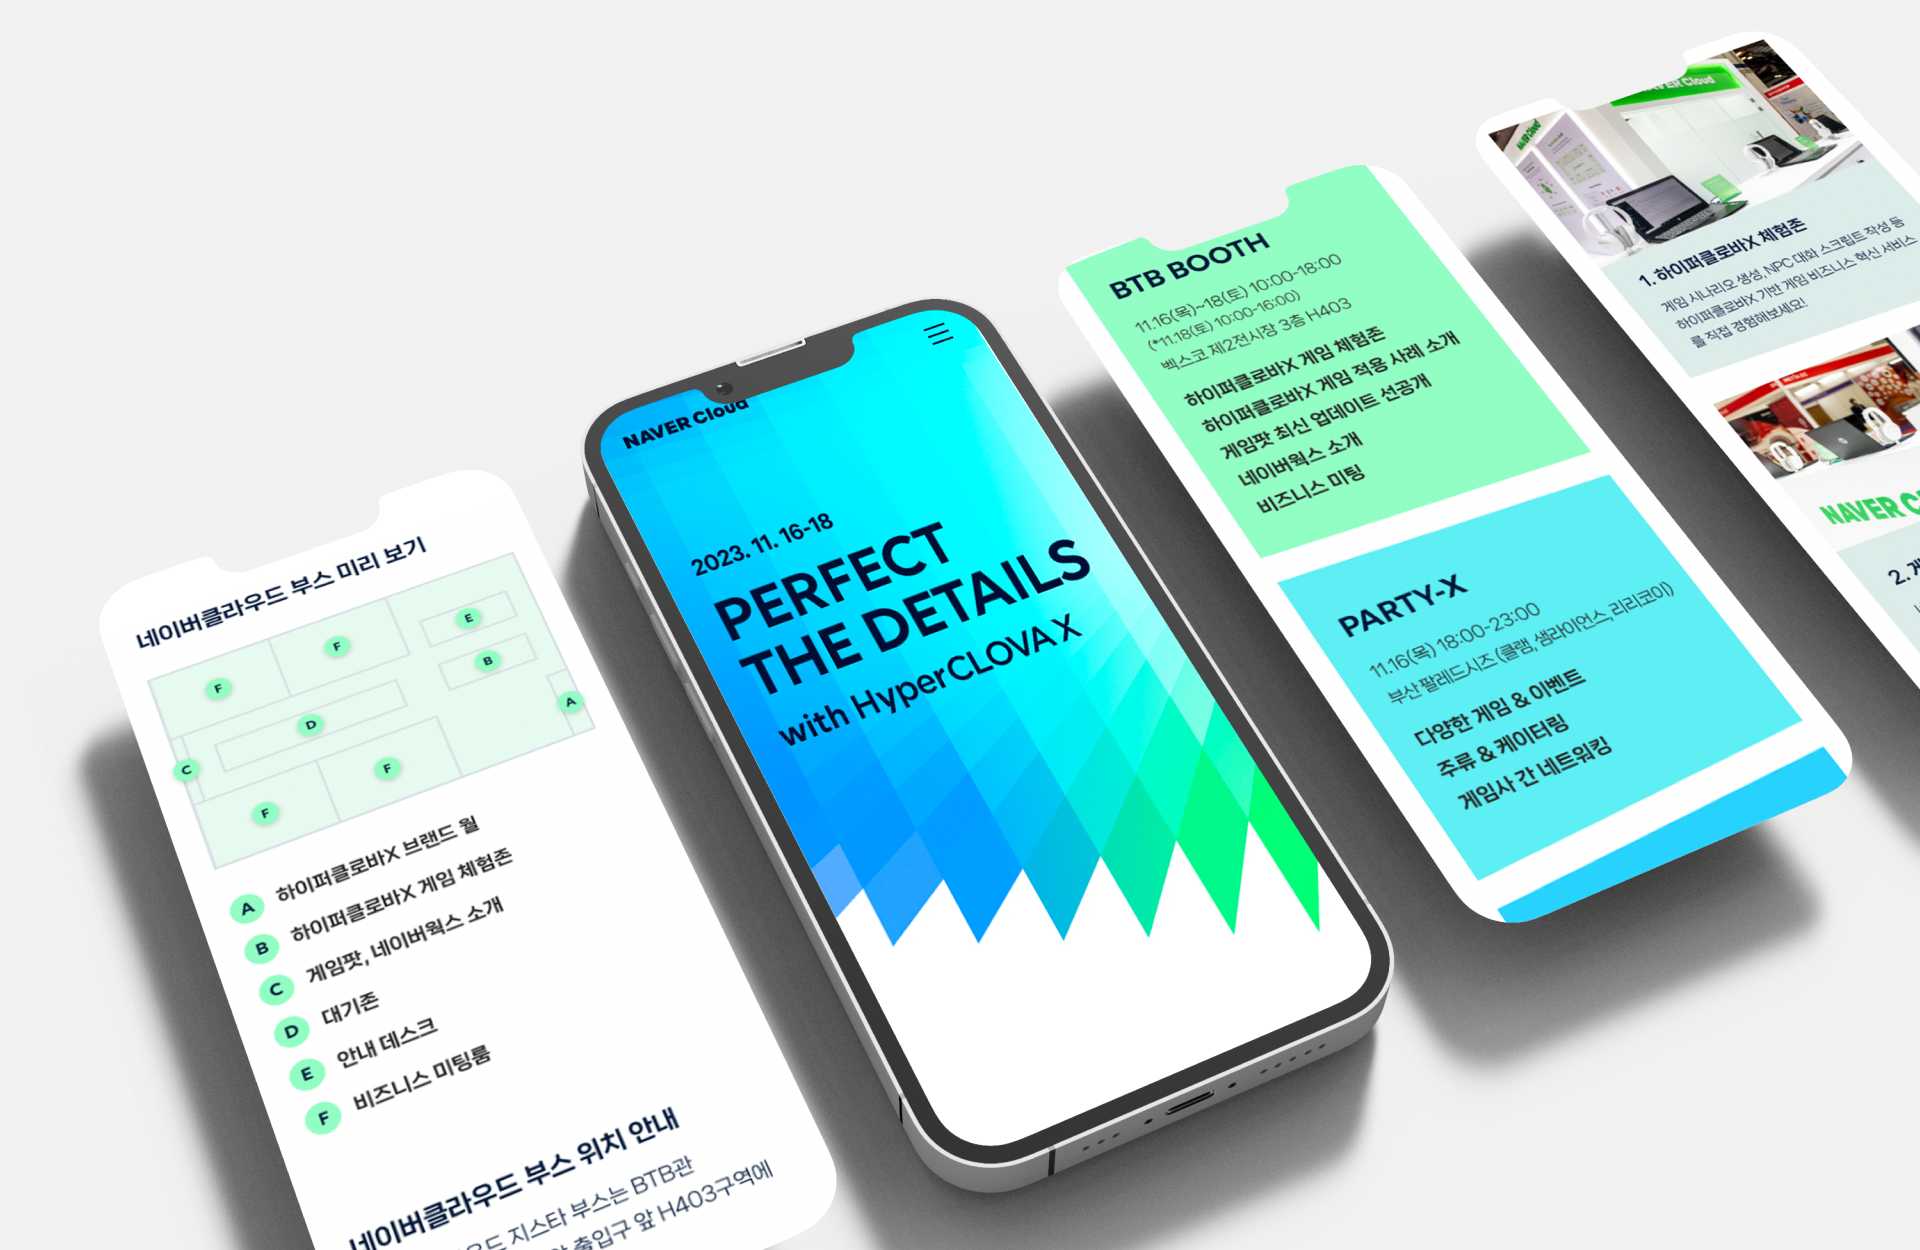 네이버클라우드 부스 미리 보기
F
F
E
B
A
D
C
F
F
A 하이퍼클로바X 브랜드 월
B 하이퍼클로바X 게임 체험존
C 게임팟, 네이버웍스 소개
D 대기존
E 안내 데스크
F 비즈니스 미팅룸
네이버클라우드 부스 위치 안내
지스타 부스는 BTB관
출입구 앞 H403구역에
NAVER Cloud
2023. 11. 16-18
PERFECT
THE DETAILS
with HyperCLOVA X
BTB BOOTH
11.16(목)~18(토) 10:00-18:00
(*11.18(토) 10:00-16:00)
벡스코 제2전시장 3층 H403
하이퍼클로바X 게임 체험존
하이퍼클로바X 게임 적용 사례 소개
게임팟 최신 업데이트 선공개
네이버웍스 소개
비즈니스 미팅
PARTY-X
11.16(목) 18:00-23:00
부산 팔레드시즈 (클램, 샘라이언스, 리리코이)
다양한 게임 & 이벤트
주류 & 케이터링
게임사 간 네트워킹
NAVER Cloud
NAVER Cloud
1. 하이퍼클로바X 체험존
게임 시나리오 생성, NPC 대화 스크립트 작성 등
하이퍼클로바X 기반 게임 비즈니스 혁신 서비스
를 직접 경험해보세요!
NAVER
2.